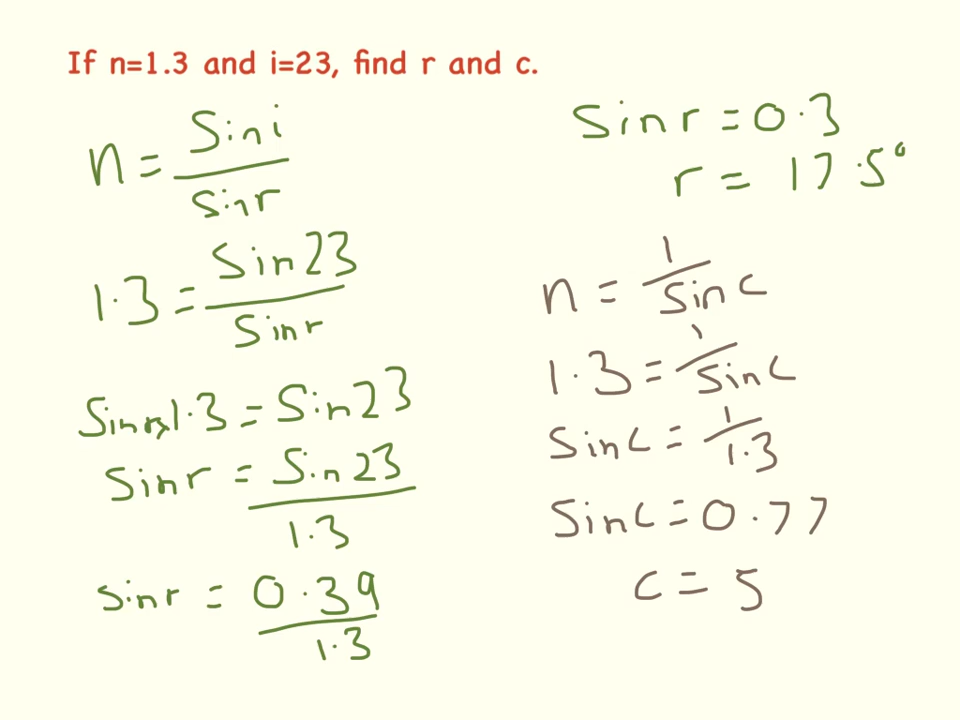 If n=1.3 and i=23, find r and c.
n = Sin i / Sin r
1.3 = Sin 23 / Sin r
Sin r x 1.3 = Sin 23
Sin r = Sin 23 / 1.3
Sin r = 0.39 / 1.3
Sin r = 0.3
r = 17.5°
n = 1 / Sin C
1.3 = 1 / Sin C
Sin C = 1 / 1.3
Sin C = 0.77
C = 5